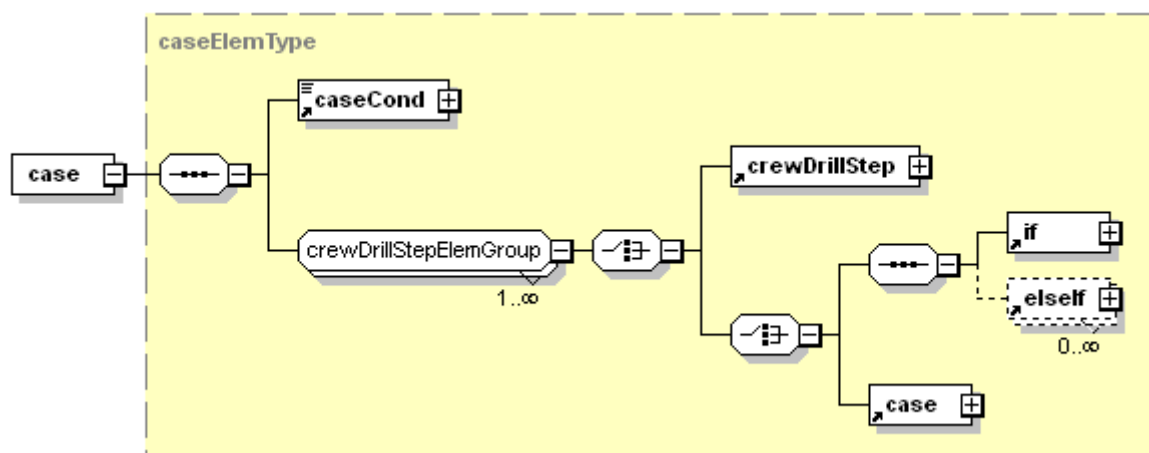 caseElemType
caseCond
case
crewDrillStep
crewDrillStepElemGroup
1..∞
if
elseIf
0..∞
case